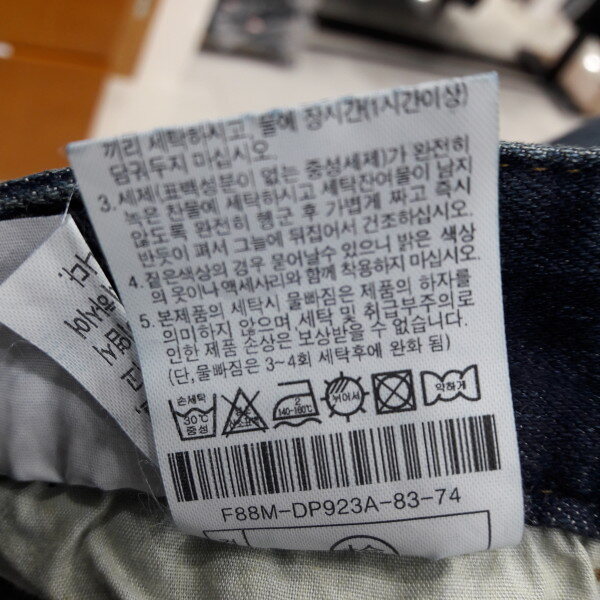 끼리 세탁하시고, 물에 장시간(1시간이상)
담궈두지 마십시오.
3. 세제(표백성분이 없는 중성세제)가 완전히
녹은 찬물에 세탁하시고 세탁잔여물이 남지
않도록 완전히 헹군 후 가볍게 짜고 즉시
반듯이 펴서 그늘에 뒤집어서 건조하십시오.
4. 짙은색상의 경우 묻어날수 있으니 밝은 색상
의 옷이나 액세사리와 함께 착용하지 마십시오.
5. 본제품의 세탁시 물빠짐은 제품의 하자를
의미하지 않으며, 세탁 및 취급부주의로
인한 제품 손상은 보상받을 수 없습니다.
(단, 물빠짐은 3~4회 세탁후에 완화 됨)
손세탁
30℃
중성
염소
산소표백
2
140-160℃
뉘어서
약하게
F88M-DP923A-83-74